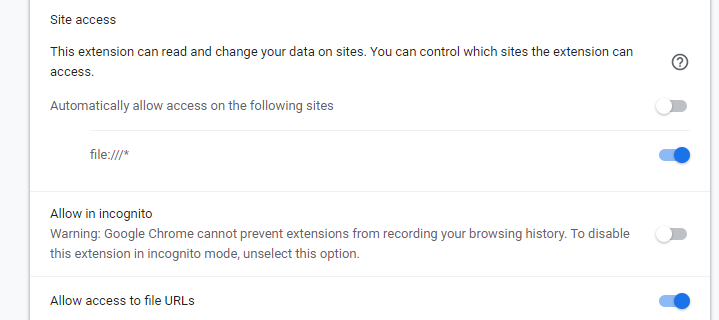 Site access
This extension can read and change your data on sites. You can control which sites the extension can
access.
Automatically allow access on the following sites
file:///*
Allow in incognito
Warning: Google Chrome cannot prevent extensions from recording your browsing history. To disable
this extension in incognito mode, unselect this option.
Allow access to file URLs